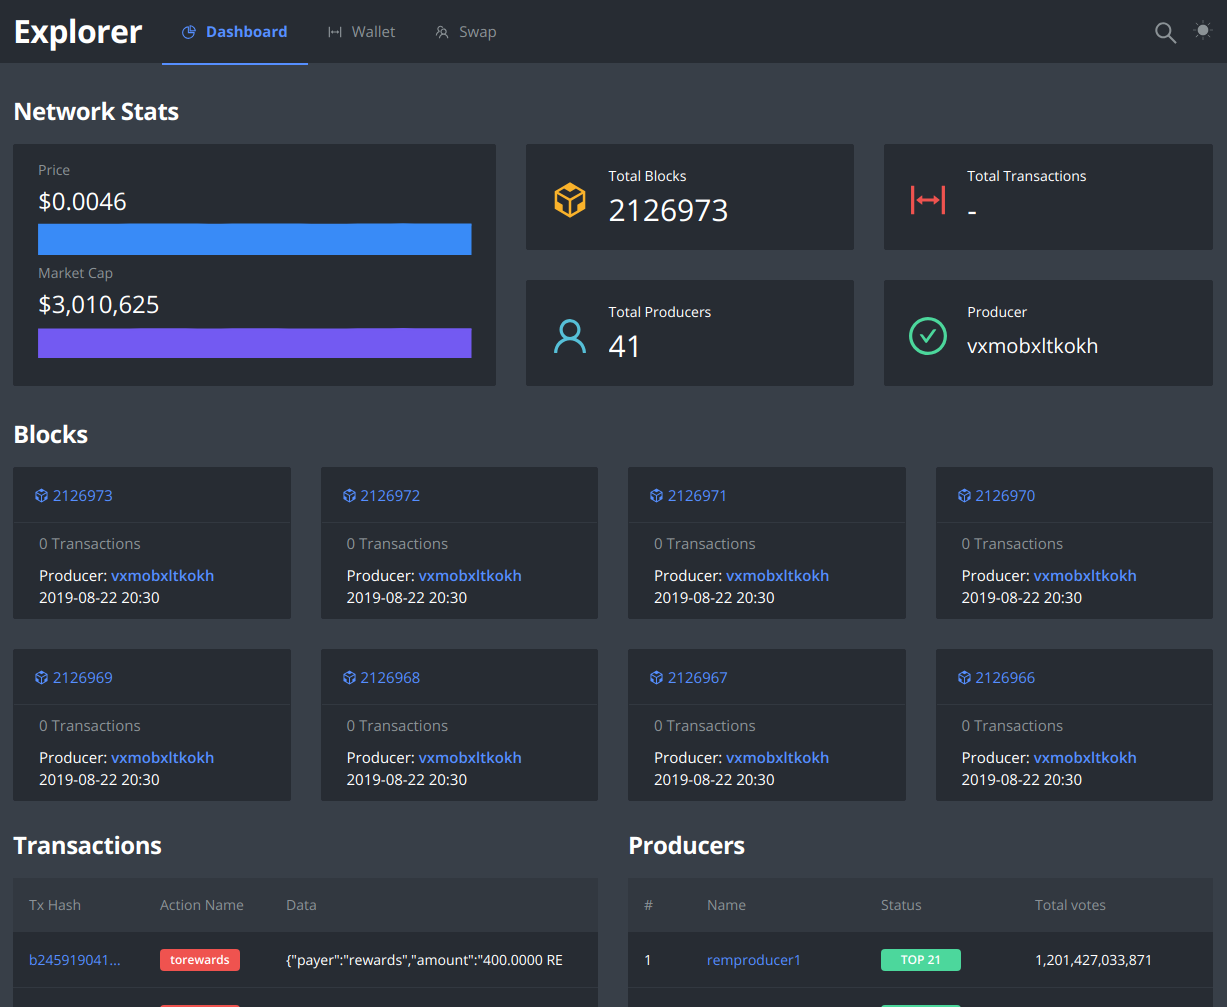 Explorer Dashboard Wallet Swap
Network Stats
Price
$0.0046
Market Cap
$3,010,625
Total Blocks
2126973
Total Transactions
-
Total Producers
41
Producer
vxmobxltkokh
Blocks
2126973
0 Transactions
Producer: vxmobxltkokh
2019-08-22 20:30
2126972
0 Transactions
Producer: vxmobxltkokh
2019-08-22 20:30
2126971
0 Transactions
Producer: vxmobxltkokh
2019-08-22 20:30
2126970
0 Transactions
Producer: vxmobxltkokh
2019-08-22 20:30
2126969
0 Transactions
Producer: vxmobxltkokh
2019-08-22 20:30
2126968
0 Transactions
Producer: vxmobxltkokh
2019-08-22 20:30
2126967
0 Transactions
Producer: vxmobxltkokh
2019-08-22 20:30
2126966
0 Transactions
Producer: vxmobxltkokh
2019-08-22 20:30
Transactions
Tx Hash Action Name Data
b245919041... torewards {"payer":"rewards","amount":"400.0000 RE
Producers
# Name Status Total votes
1 remproducer1 TOP 21 1,201,427,033,871